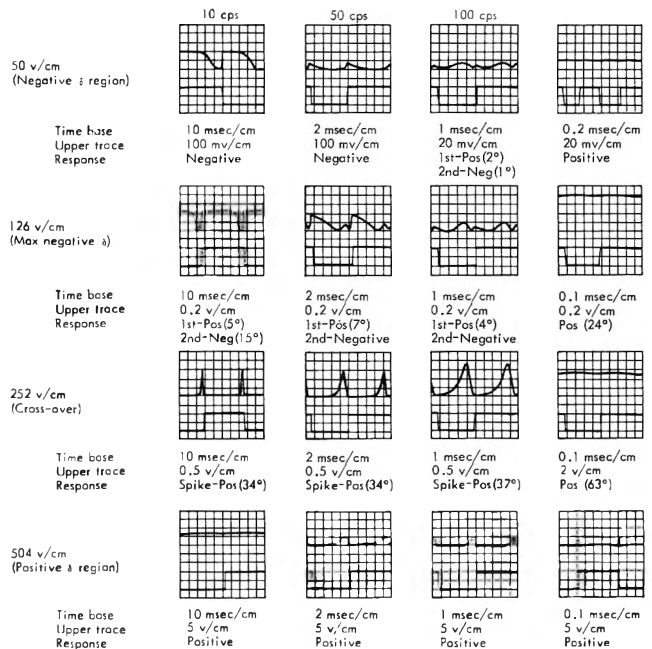 10 cps 50 cps 100 cps
50 v/cm
(Negative δ region)
Time base 10 msec/cm 2 msec/cm 1 msec/cm 0.2 msec/cm
Upper trace 100 mv/cm 100 mv/cm 20 mv/cm 20 mv/cm
Response Negative Negative 1st-Pos(2°) Positive
2nd-Neg(1°)
126 v/cm
(Max negative δ)
Time base 10 msec/cm 2 msec/cm 1 msec/cm 0.1 msec/cm
Upper trace 0.2 v/cm 0.2 v/cm 0.2 v/cm 0.2 v/cm
Response 1st-Pos(5°) 1st-Pos(7°) 1st-Pos(4°) Pos (24°)
2nd-Neg(15°) 2nd-Negative 2nd-Negative
252 v/cm
(Cross-over)
Time base 10 msec/cm 2 msec/cm 1 msec/cm 0.1 msec/cm
Upper trace 0.5 v/cm 0.5 v/cm 0.5 v/cm 2 v/cm
Response Spike-Pos(34°) Spike-Pos(34°) Spike-Pos(37°) Pos (63°)
504 v/cm
(Positive δ region)
Time base 10 msec/cm 2 msec/cm 1 msec/cm 0.1 msec/cm
Upper trace 5 v/cm 5 v/cm 5 v/cm 5 v/cm
Response Positive Positive Positive Positive